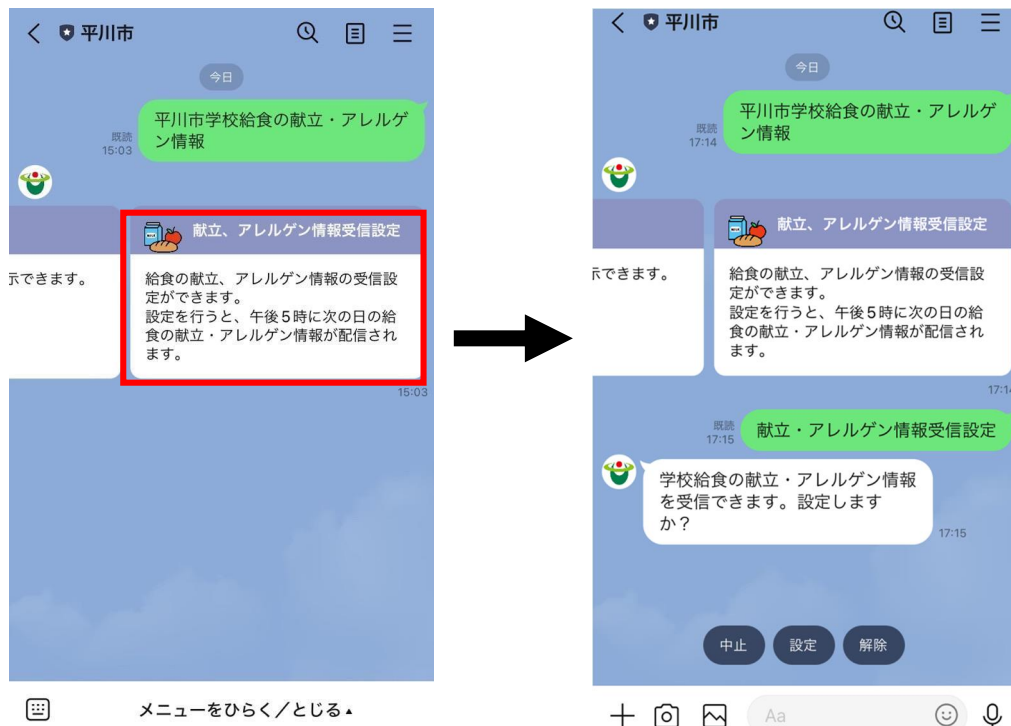 平川市
今日
平川市学校給食の献立・アレルゲ
ン情報
既読
15:03
献立、アレルゲン情報受信設定
示できます。
給食の献立、アレルゲン情報の受信設
定ができます。
設定を行うと、午後5時に次の日の給
食の献立・アレルゲン情報が配信され
ます。
15:03
メニューをひらく／とじる▲
平川市
今日
平川市学校給食の献立・アレルゲ
ン情報
既読
17:14
献立、アレルゲン情報受信設定
示できます。
給食の献立、アレルゲン情報の受信設
定ができます。
設定を行うと、午後5時に次の日の給
食の献立・アレルゲン情報が配信され
ます。
17:14
既読
17:15
献立・アレルゲン情報受信設定
学校給食の献立・アレルゲン情報
を受信できます。設定します
か？
17:15
中止
設定
解除
Aa